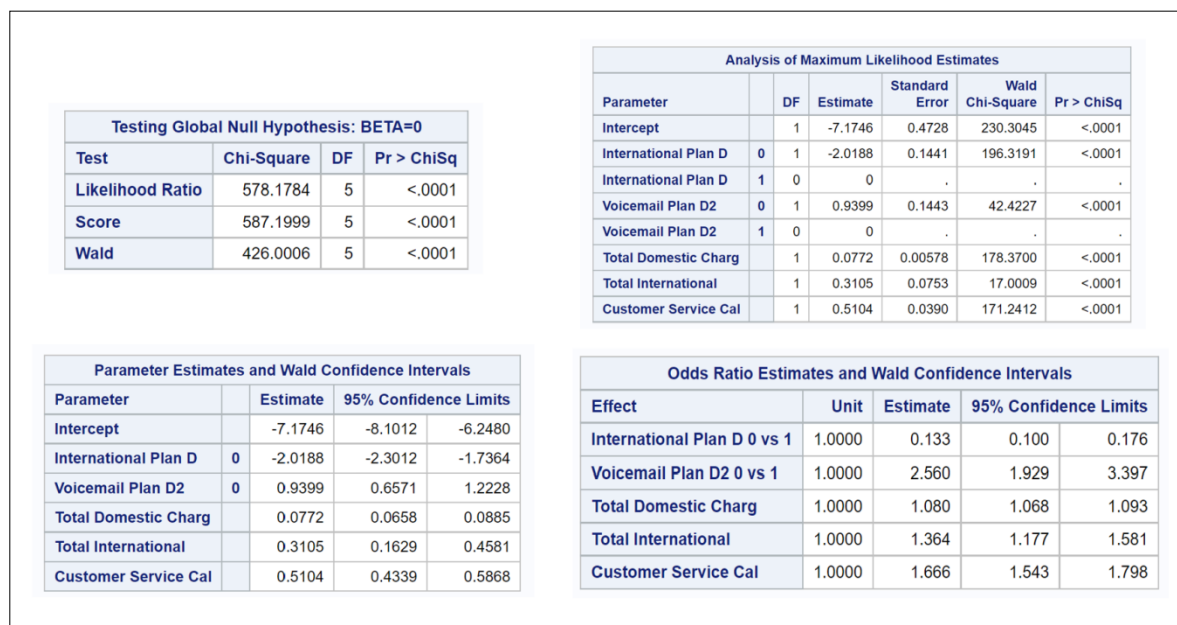 Testing Global Null Hypothesis: BETA=0
Test Chi-Square DF Pr > ChiSq
Likelihood Ratio 578.1784 5 <.0001
Score 587.1999 5 <.0001
Wald 426.0006 5 <.0001
Analysis of Maximum Likelihood Estimates
Parameter DF Estimate Standard Error Wald Chi-Square Pr > ChiSq
Intercept 1 -7.1746 0.4728 230.3045 <.0001
International Plan D 0 1 -2.0188 0.1441 196.3191 <.0001
International Plan D 1 0 0 . . .
Voicemail Plan D2 0 1 0.9399 0.1443 42.4227 <.0001
Voicemail Plan D2 1 0 0 . . .
Total Domestic Charg 1 0.0772 0.00578 178.3700 <.0001
Total International 1 0.3105 0.0753 17.0009 <.0001
Customer Service Cal 1 0.5104 0.0390 171.2412 <.0001
Parameter Estimates and Wald Confidence Intervals
Parameter Estimate 95% Confidence Limits
Intercept -7.1746 -8.1012 -6.2480
International Plan D 0 -2.0188 -2.3012 -1.7364
Voicemail Plan D2 0 0.9399 0.6571 1.2228
Total Domestic Charg 0.0772 0.0658 0.0885
Total International 0.3105 0.1629 0.4581
Customer Service Cal 0.5104 0.4339 0.5868
Odds Ratio Estimates and Wald Confidence Intervals
Effect Unit Estimate 95% Confidence Limits
International Plan D 0 vs 1 1.0000 0.133 0.100 0.176
Voicemail Plan D2 0 vs 1 1.0000 2.560 1.929 3.397
Total Domestic Charg 1.0000 1.080 1.068 1.093
Total International 1.0000 1.364 1.177 1.581
Customer Service Cal 1.0000 1.666 1.543 1.798